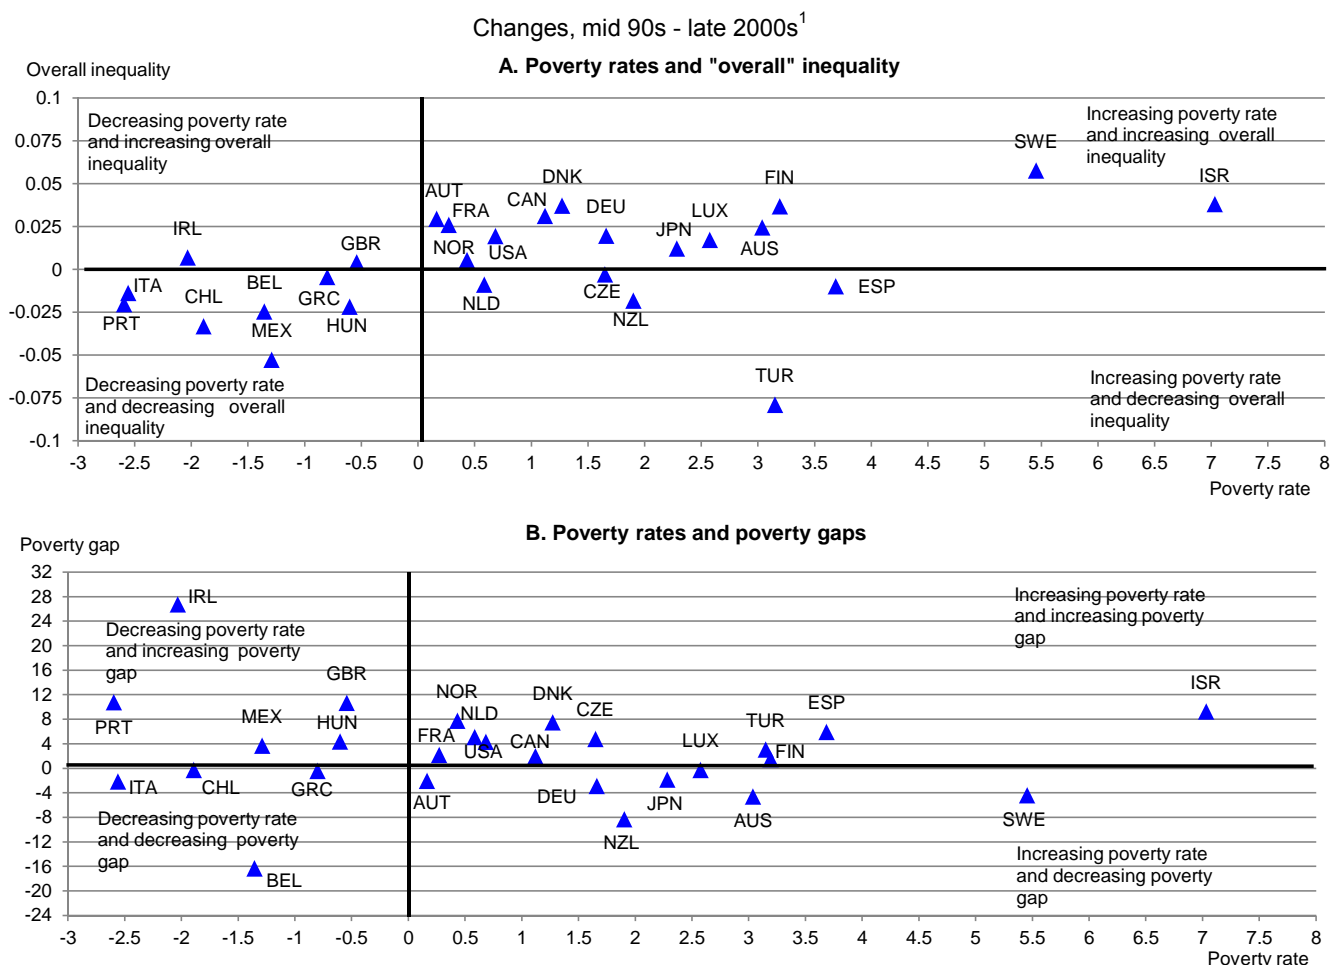 Changes, mid 90s - late 2000s1
A. Poverty rates and "overall" inequality
Overall inequality
0.1
0.075
0.05
0.025
0
-0.025
-0.05
-0.075
-0.1
Decreasing poverty rate
and increasing overall
inequality
Increasing poverty rate
and increasing overall
inequality
SWE
ISR
DNK
FIN
AUT
FRA
CAN
DEU
LUX
JPN
AUS
IRL
GBR
NOR
USA
ITA
CHL
BEL
GRC
NLD
CZE
ESP
PRT
MEX
HUN
NZL
TUR
Decreasing poverty rate
and decreasing overall
inequality
Increasing poverty rate
and decreasing overall
inequality
-3 -2.5 -2 -1.5 -1 -0.5 0 0.5 1 1.5 2 2.5 3 3.5 4 4.5 5 5.5 6 6.5 7 7.5 8
Poverty rate
B. Poverty rates and poverty gaps
Poverty gap
32
28
24
20
16
12
8
4
0
-4
-8
-12
-16
-20
-24
IRL
Decreasing poverty rate
and increasing poverty
gap
Increasing poverty rate
and increasing poverty
gap
GBR
ISR
PRT
MEX
HUN
NOR
NLD
DNK
CZE
ESP
FRA
USA
CAN
LUX
TUR
FIN
ITA
CHL
GRC
AUT
DEU
JPN
AUS
SWE
NZL
BEL
Decreasing poverty rate
and decreasing poverty
gap
Increasing poverty rate
and decreasing poverty
gap
-3 -2.5 -2 -1.5 -1 -0.5 0 0.5 1 1.5 2 2.5 3 3.5 4 4.5 5 5.5 6 6.5 7 7.5 8
Poverty rate